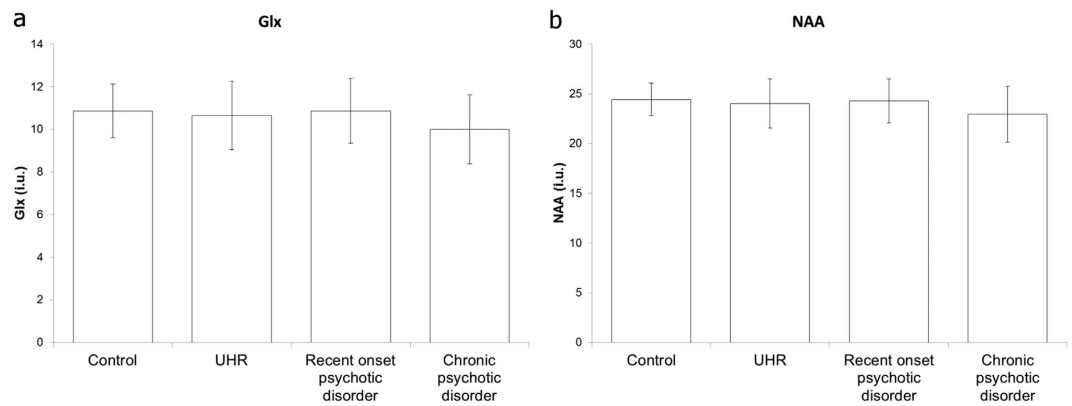 a
Glx
14
12
10
8
6
4
2
0
Glx (i.u.)
Control
UHR
Recent onset
psychotic
disorder
Chronic
psychotic
disorder
b
NAA
30
25
20
15
10
5
0
NAA (i.u.)
Control
UHR
Recent onset
psychotic
disorder
Chronic
psychotic
disorder